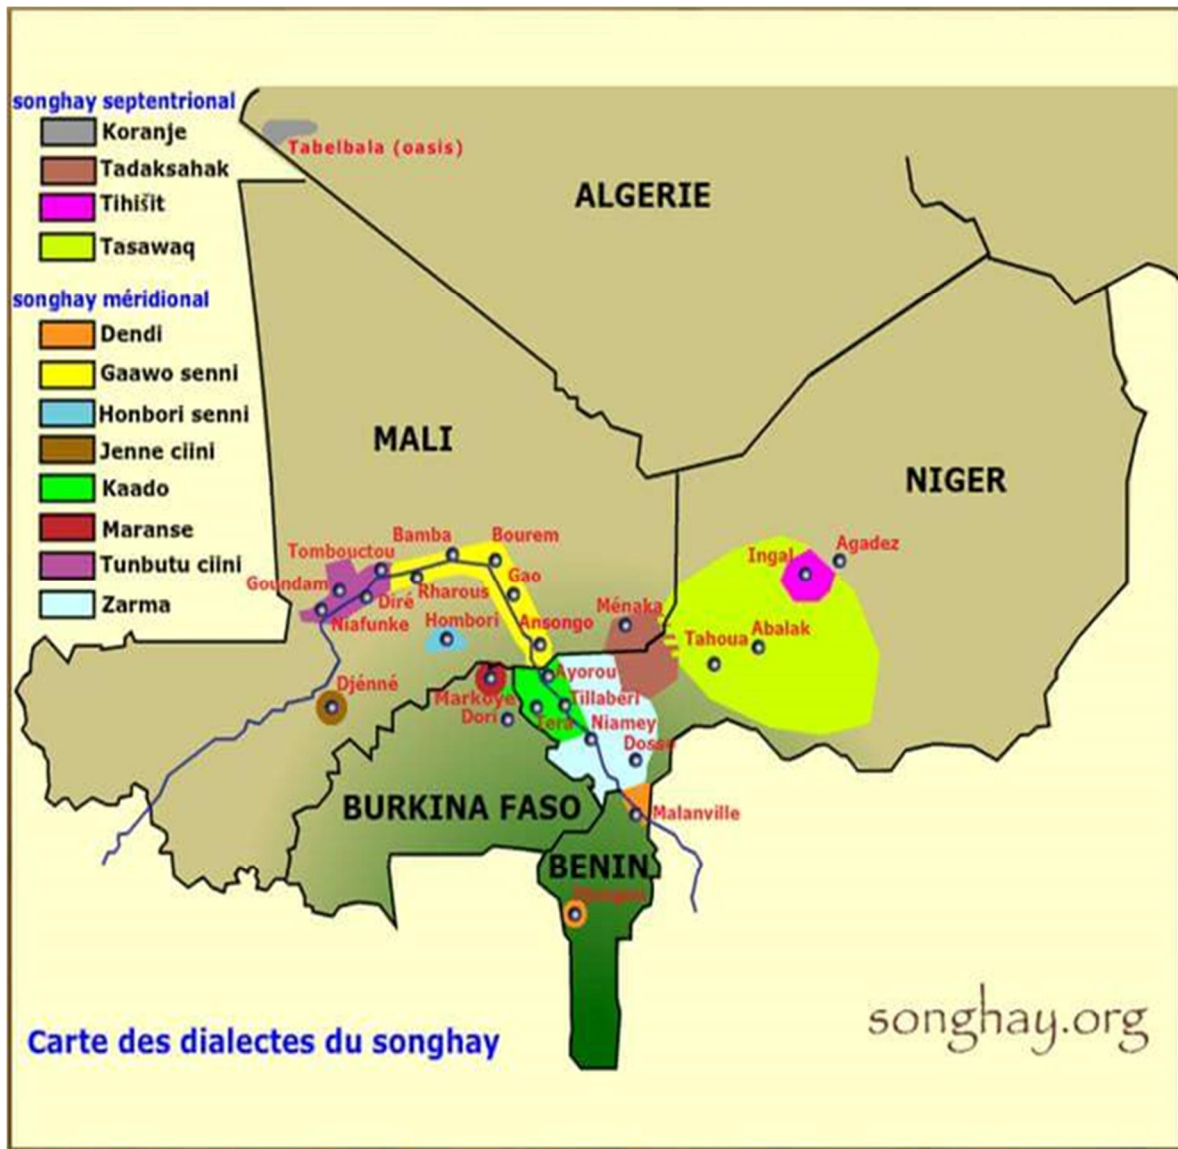 songhay septentrional
Koranje
Tadaksahak
Tihišit
Tasawaq
songhay méridional
Dendi
Gaawo senni
Honbori senni
Jenne ciini
Kaado
Maranse
Tunbutu ciini
Zarma
Tabelbala (oasis)
ALGERIE
MALI
NIGER
Bamba
Bourem
Tombouctou
Goundam
Diré
Rharous
Gao
Niafunke
Hombori
Ansongo
Ménaka
Ingal
Agadez
Tahoua
Abalak
Djénné
Markoye
Dori
Ayorou
Tillabéri
Tera
Niamey
Dosso
BURKINA FASO
Malanville
BENIN
Carte des dialectes du songhay
songhay.org